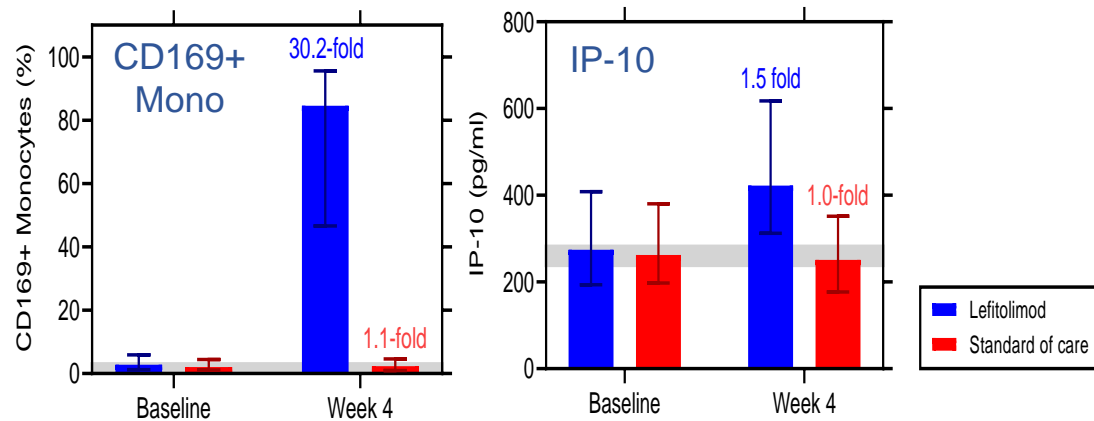 CD169+ Monocytes (%)
100
80
60
40
20
0
CD169+
Mono
30.2-fold
1.1-fold
Baseline
Week 4
IP-10 (pg/ml)
800
600
400
200
0
IP-10
1.5 fold
1.0-fold
Baseline
Week 4
Lefitolimod
Standard of care